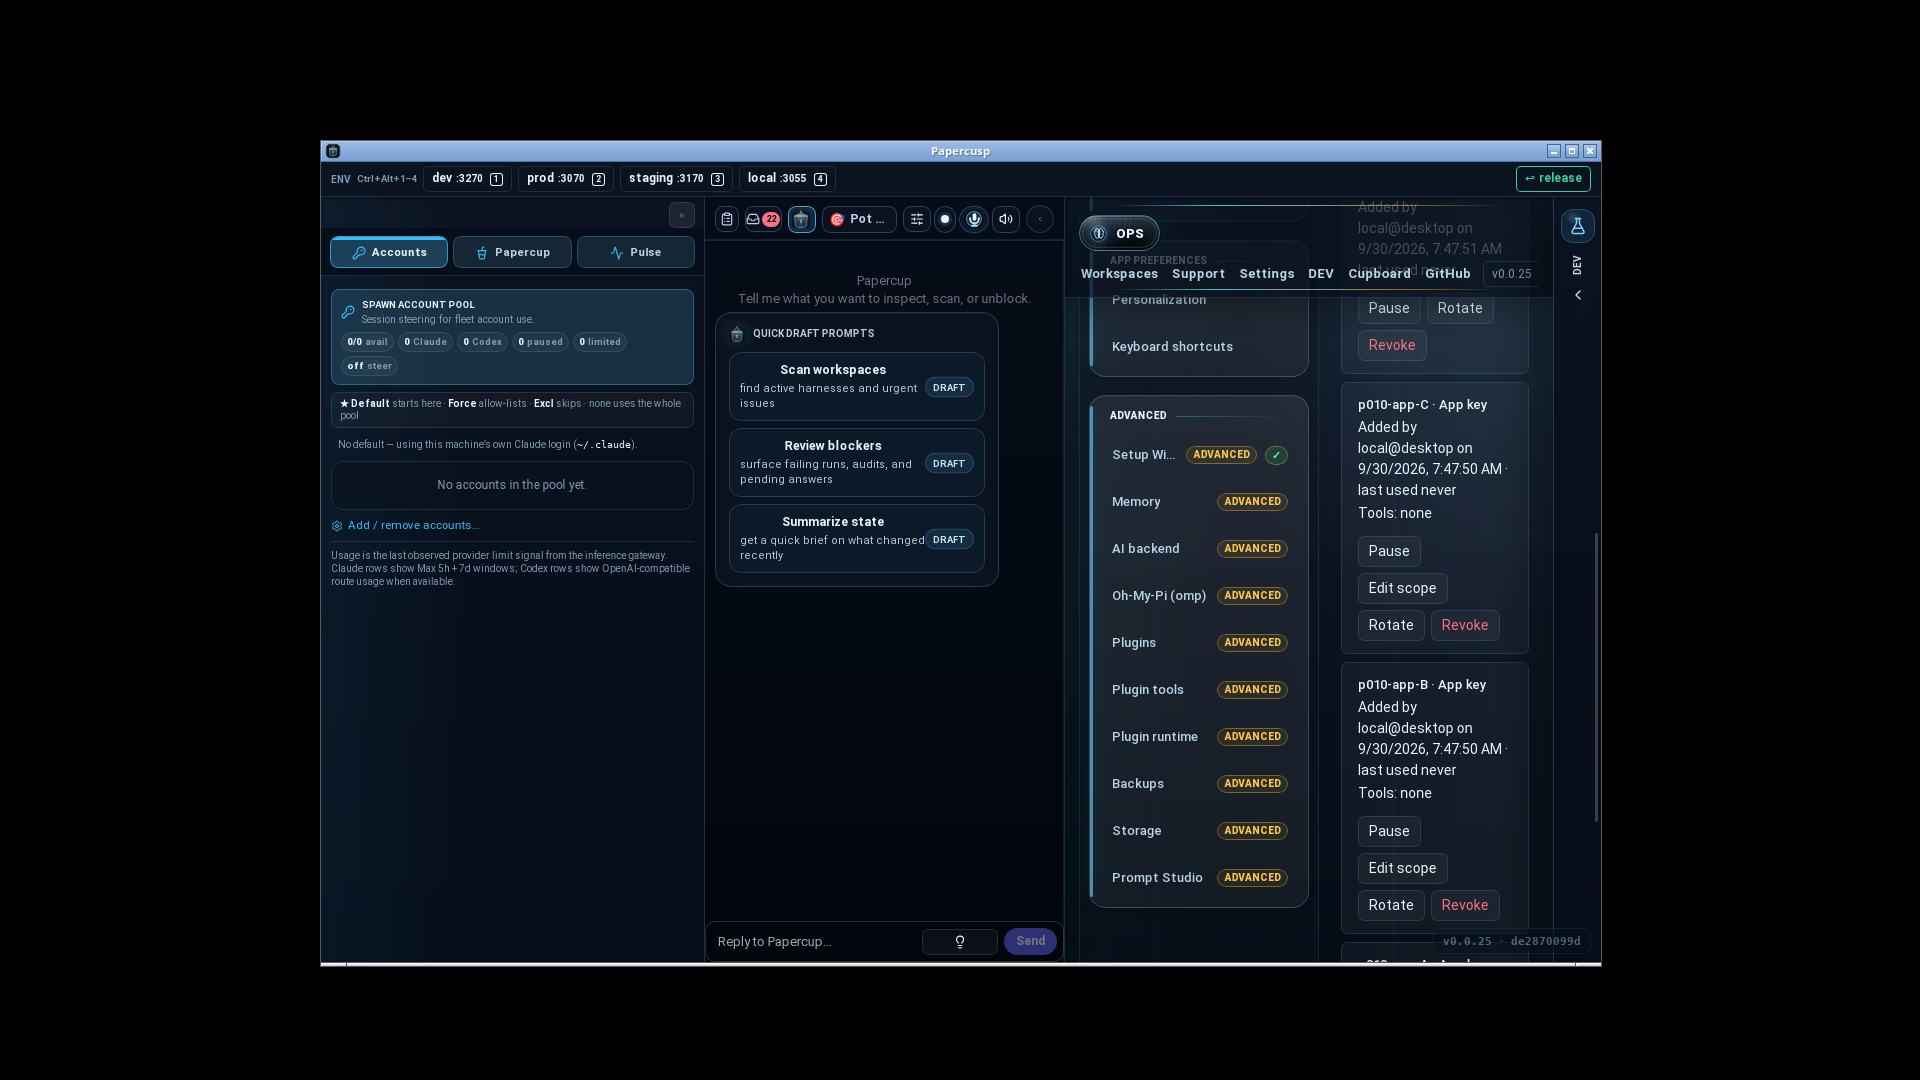 Papercusp
ENV Ctrl+Alt+1–4 dev :3270 1 prod :3070 2 staging :3170 3 local :3055 4 ↩ release
Accounts Papercup Pulse
SPAWN ACCOUNT POOL
Session steering for fleet account use.
0/0 avail 0 Claude 0 Codex 0 paused 0 limited
off steer
★ Default starts here · Force allow-lists · Excl skips · none uses the whole
pool
No default — using this machine's own Claude login (~/.claude).
No accounts in the pool yet.
Add / remove accounts…
Usage is the last observed provider limit signal from the inference gateway.
Claude rows show Max 5h + 7d windows; Codex rows show OpenAI-compatible
route usage when available.
22 Pot ...
Papercup
Tell me what you want to inspect, scan, or unblock.
QUICK DRAFT PROMPTS
Scan workspaces
find active harnesses and urgent
issues
DRAFT
Review blockers
surface failing runs, audits, and
pending answers
DRAFT
Summarize state
get a quick brief on what changed
recently
DRAFT
Reply to Papercup...
Send
OPS
Workspaces Support Settings DEV Cupboard GitHub v0.0.25
APP PREFERENCES
Personalization
Keyboard shortcuts
ADVANCED
Setup Wi... ADVANCED ✓
Memory ADVANCED
AI backend ADVANCED
Oh-My-Pi (omp) ADVANCED
Plugins ADVANCED
Plugin tools ADVANCED
Plugin runtime ADVANCED
Backups ADVANCED
Storage ADVANCED
Prompt Studio ADVANCED
Added by
local@desktop on
9/30/2026, 7:47:51 AM ·
last used never
Pause Rotate
Revoke
p010-app-C · App key
Added by
local@desktop on
9/30/2026, 7:47:50 AM ·
last used never
Tools: none
Pause
Edit scope
Rotate Revoke
p010-app-B · App key
Added by
local@desktop on
9/30/2026, 7:47:50 AM ·
last used never
Tools: none
Pause
Edit scope
Rotate Revoke
v0.0.25 · de2870099d
DEV